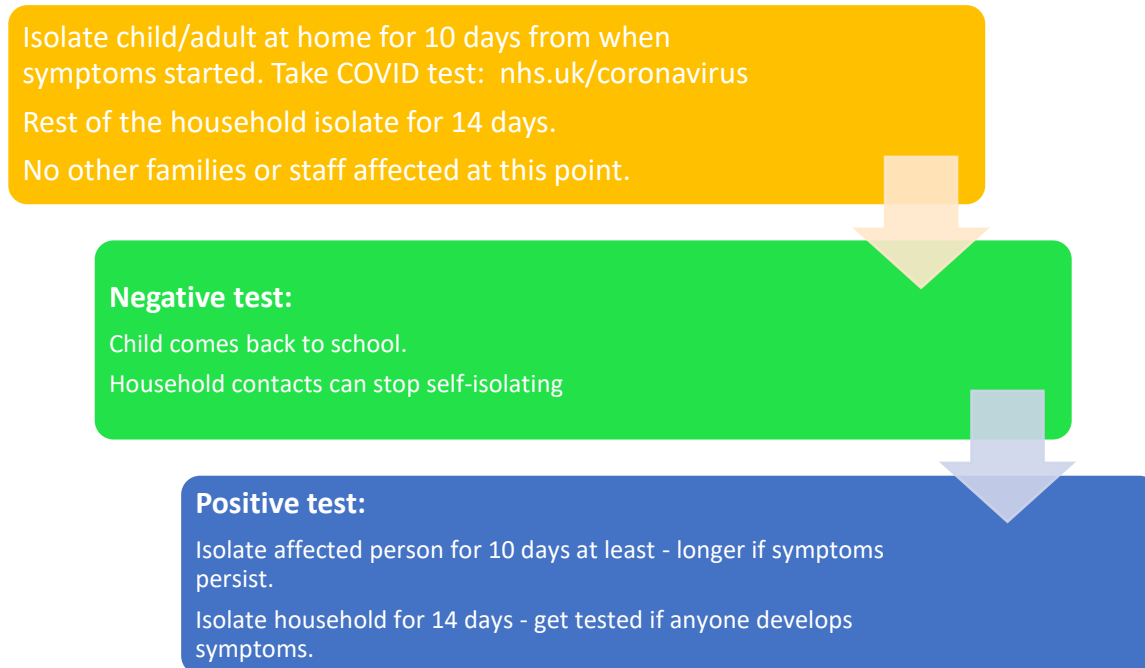 Isolate child/adult at home for 10 days from when
symptoms started. Take COVID test:  nhs.uk/coronavirus
Rest of the household isolate for 14 days.
No other families or staff affected at this point.
Negative test:
Child comes back to school.
Household contacts can stop self-isolating
Positive test:
Isolate affected person for 10 days at least - longer if symptoms
persist.
Isolate household for 14 days - get tested if anyone develops
symptoms.